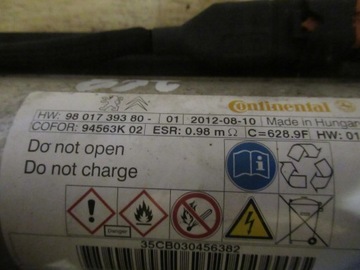 Continental
HW: 98 017 393 80 - 01 2012-08-10 Made in Hungar
COFOR: 94563K 02 ESR: 0.98 mΩ C=628.9F HW: 01
Do not open
Do not charge
Danger
35CB030456382